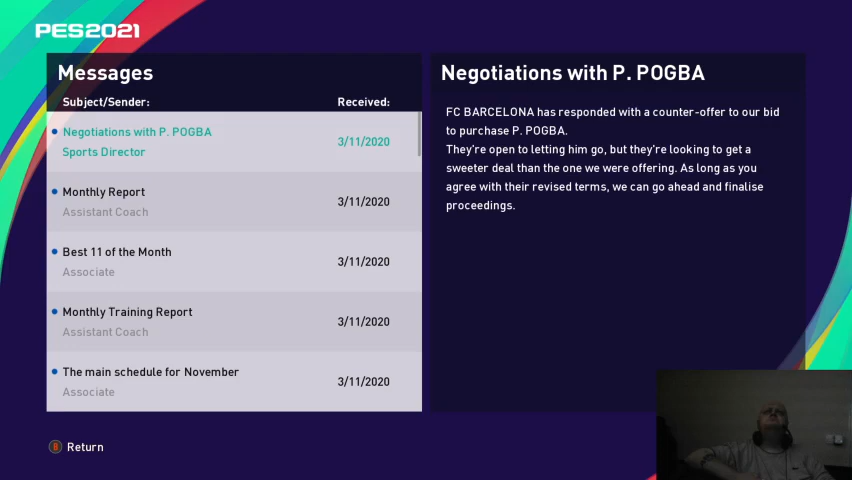 PES2021
Messages
Subject/Sender:
Received:
Negotiations with P. POGBA
Sports Director
3/11/2020
Monthly Report
Assistant Coach
3/11/2020
Best 11 of the Month
Associate
3/11/2020
Monthly Training Report
Assistant Coach
3/11/2020
The main schedule for November
Associate
3/11/2020
Negotiations with P. POGBA
FC BARCELONA has responded with a counter-offer to our bid
to purchase P. POGBA.
They're open to letting him go, but they're looking to get a
sweeter deal than the one we were offering. As long as you
agree with their revised terms, we can go ahead and finalise
proceedings.
B Return